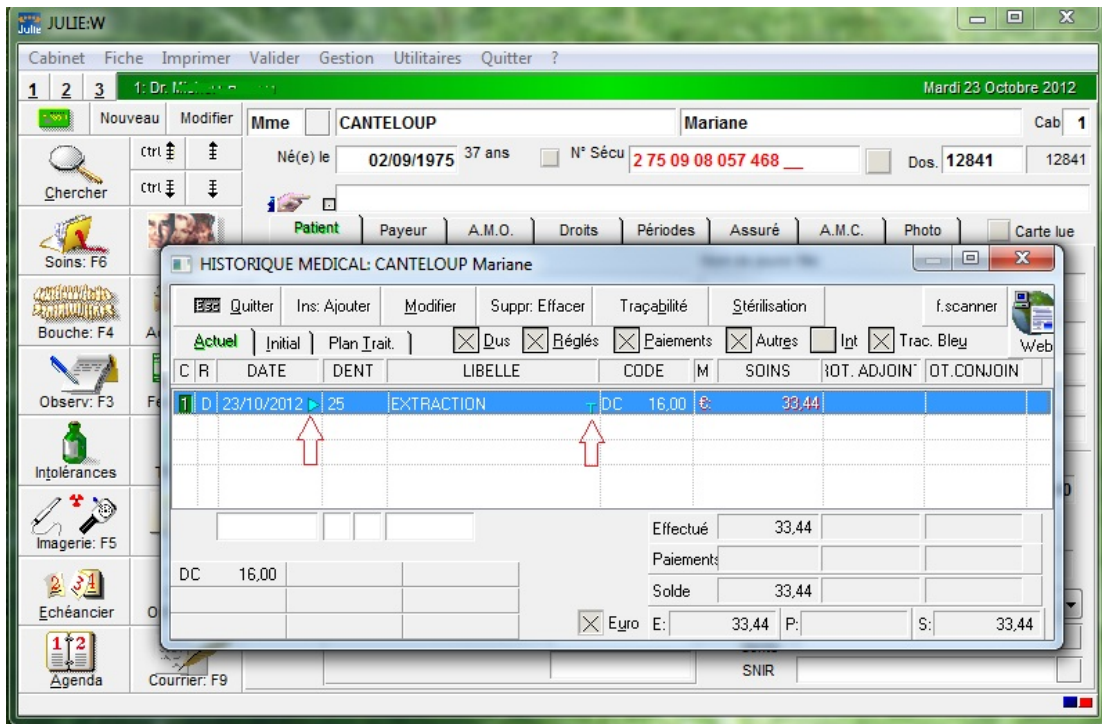 JULIE:W
Cabinet Fiche Imprimer Valider Gestion Utilitaires Quitter ?
1 2 3 1: Dr. Mardi 23 Octobre 2012
Nouveau Modifier Mme CANTELOUP Mariane Cab 1
Ctrl Né(e) le 02/09/1975 37 ans N° Sécu 2 75 09 08 057 468 __ Dos. 12841 12841
Chercher Ctrl
Patient Payeur A.M.O. Droits Périodes Assuré A.M.C. Photo Carte lue
Soins: F6
HISTORIQUE MEDICAL: CANTELOUP Mariane
Esc Quitter Ins: Ajouter Modifier Suppr: Effacer Traçabilité Stérilisation f.scanner
Bouche: F4
Actuel Initial Plan Trait. Dus Réglés Paiements Autres Int Trac. Bleu Web
C R DATE DENT LIBELLE CODE M SOINS ROT. ADJOIN OT.CONJOIN
Observ: F3 1 D 23/10/2012 25 EXTRACTION DC 16,00 € 33,44
Intolérances
Imagerie: F5
Effectué 33,44
Paiements
DC 16,00
Solde 33,44
Echéancier
Euro E: 33,44 P: S: 33,44
Agenda Courrier: F9
SNIR